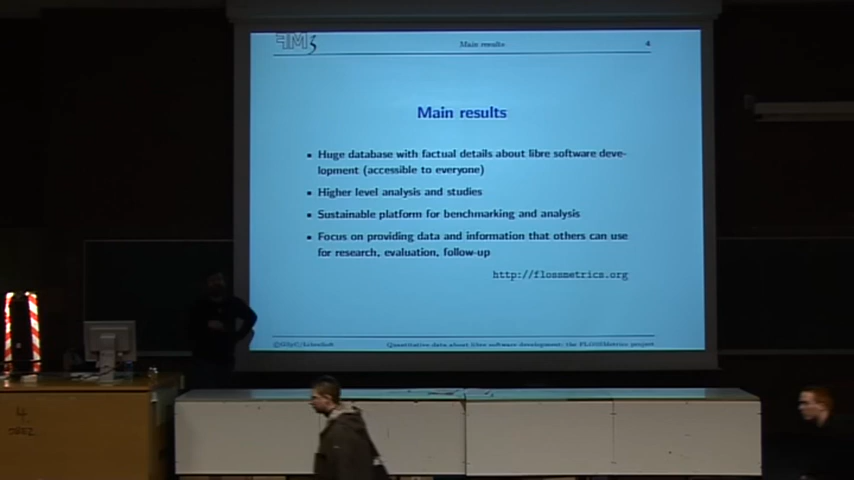 Main results
4
Main results
Huge database with factual details about libre software deve-
lopment (accessible to everyone)
Higher level analysis and studies
Sustainable platform for benchmarking and analysis
Focus on providing data and information that others can use
for research, evaluation, follow-up
http://flossmetrics.org
Quantitative data about libre software development: the FLOSSMetrics project